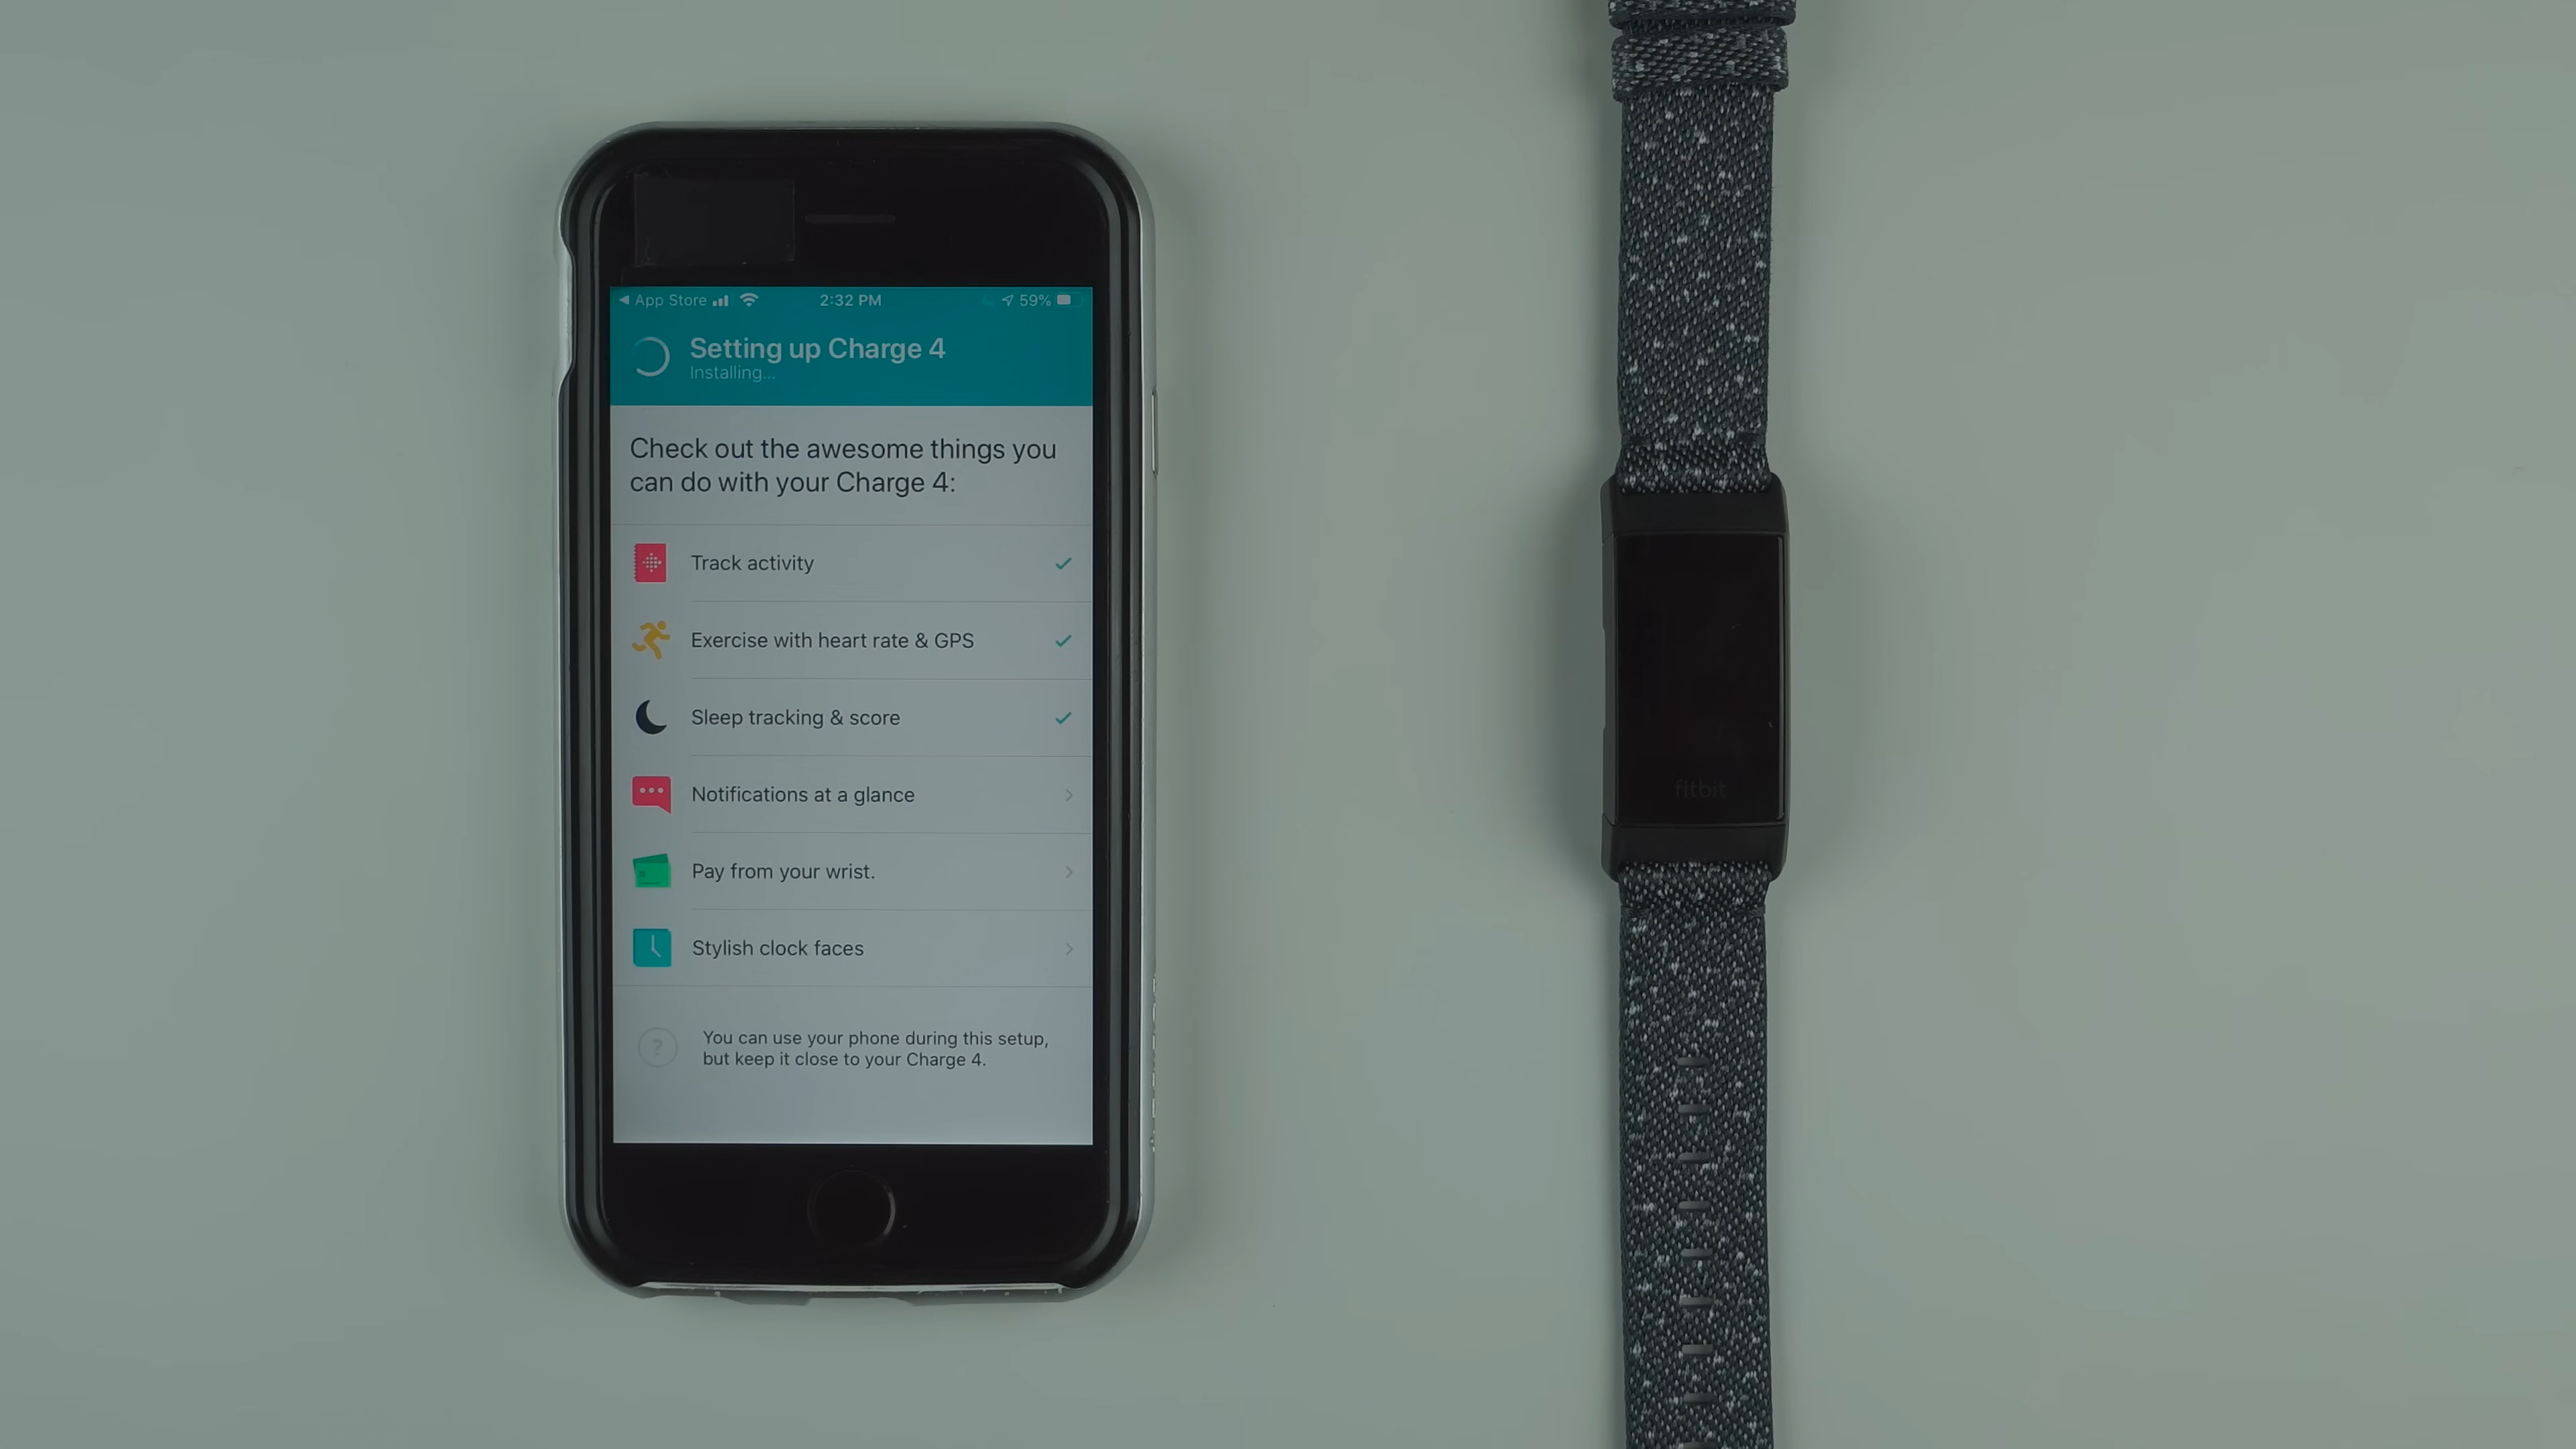 App Store 2:32 PM 59%
Setting up Charge 4
Installing...
Check out the awesome things you
can do with your Charge 4:
Track activity
Exercise with heart rate & GPS
Sleep tracking & score
Notifications at a glance
Pay from your wrist.
Stylish clock faces
?
You can use your phone during this setup,
but keep it close to your Charge 4.
fitbit